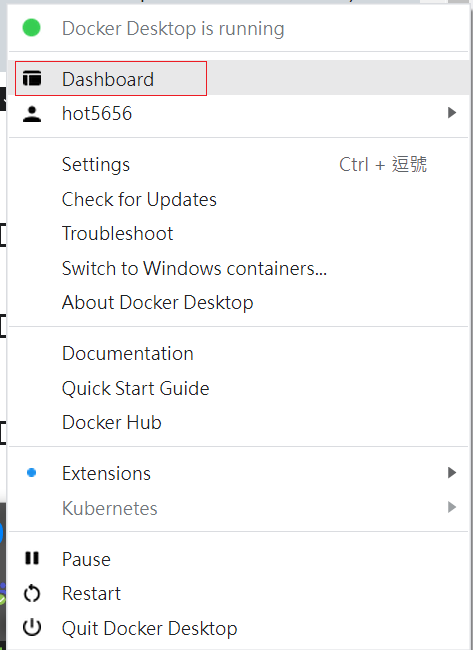 Docker Desktop is running
Dashboard
hot5656
Settings Ctrl + 逗號
Check for Updates
Troubleshoot
Switch to Windows containers...
About Docker Desktop
Documentation
Quick Start Guide
Docker Hub
Extensions
Kubernetes
Pause
Restart
Quit Docker Desktop